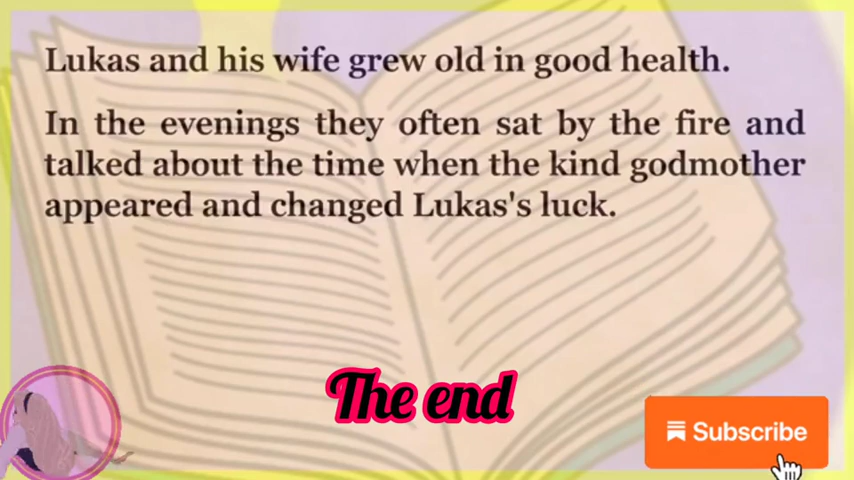 Lukas and his wife grew old in good health.
In the evenings they often sat by the fire and
talked about the time when the kind godmother
appeared and changed Lukas's luck.
The end
Subscribe